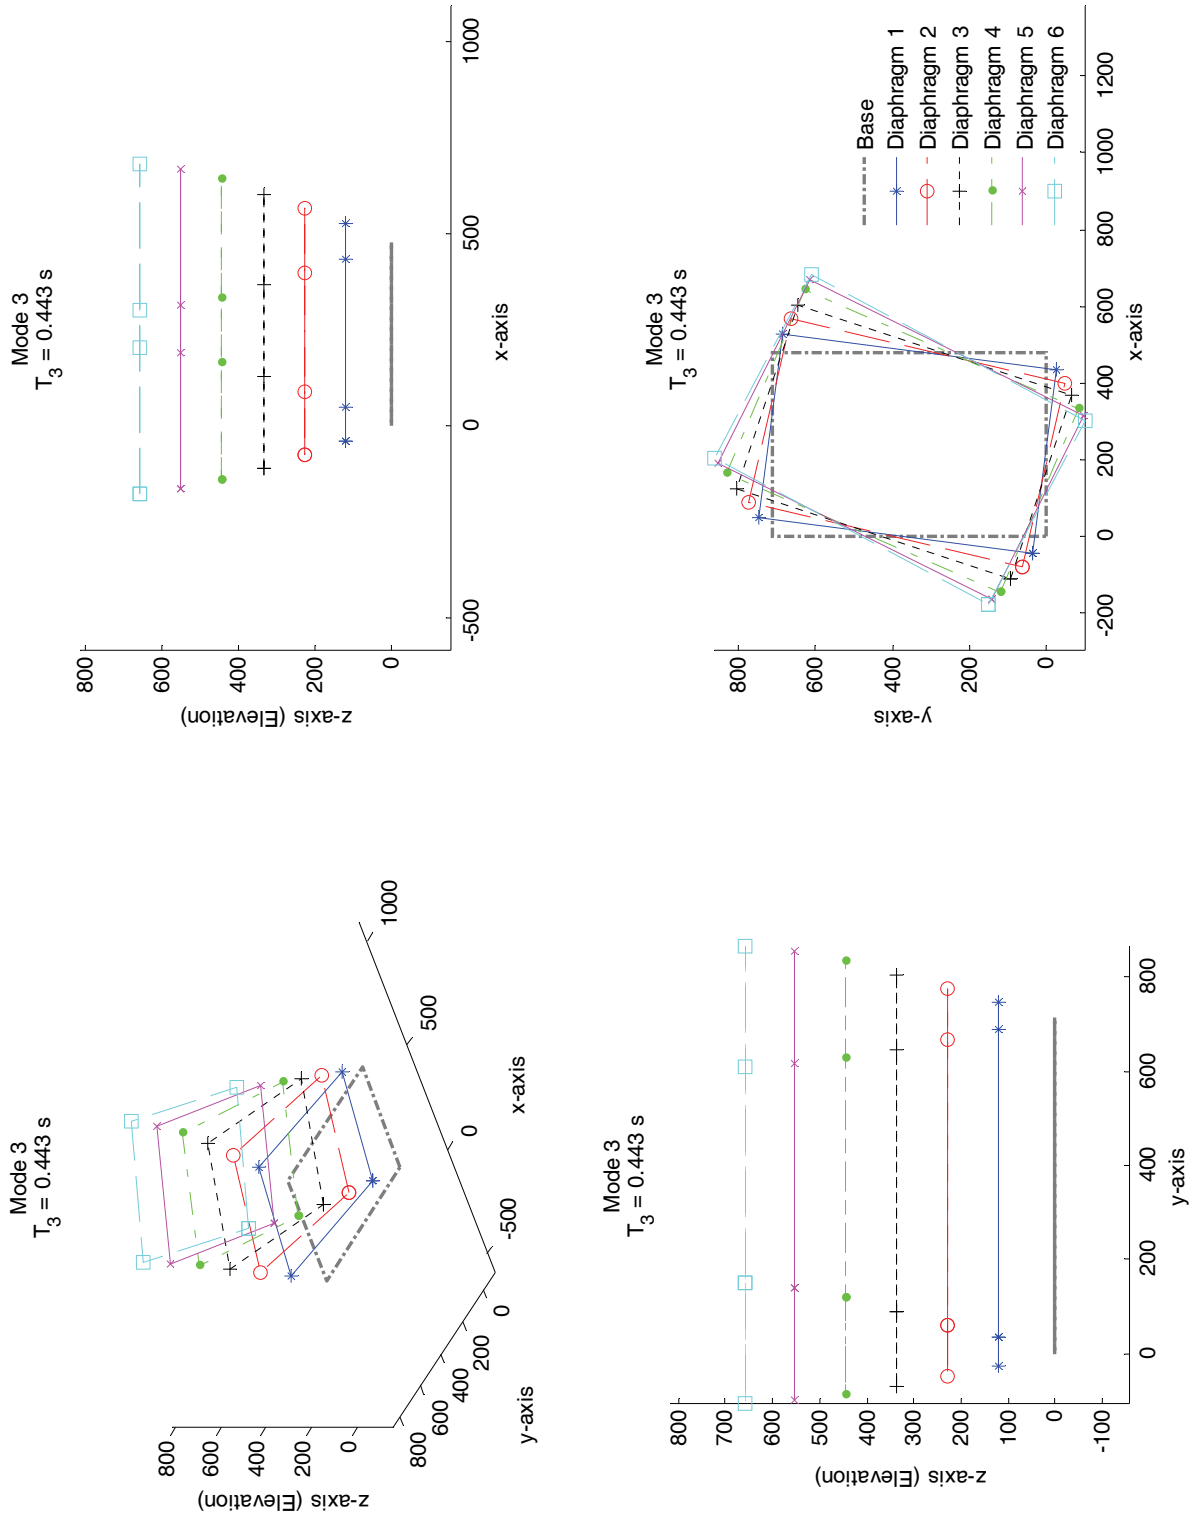 Mode 3
T3 = 0.443 s
z-axis (Elevation)
800
600
400
200
0
y-axis
800
600
400
200
0
x-axis
-500
0
500
1000
Mode 3
T3 = 0.443 s
z-axis (Elevation)
800
600
400
200
0
-500
0
500
1000
x-axis
Mode 3
T3 = 0.443 s
z-axis (Elevation)
800
700
600
500
400
300
200
100
0
-100
0
200
400
600
800
y-axis
Mode 3
T3 = 0.443 s
y-axis
800
600
400
200
0
-200
0
200
400
600
800
1000
1200
x-axis
Base
Diaphragm 1
Diaphragm 2
Diaphragm 3
Diaphragm 4
Diaphragm 5
Diaphragm 6